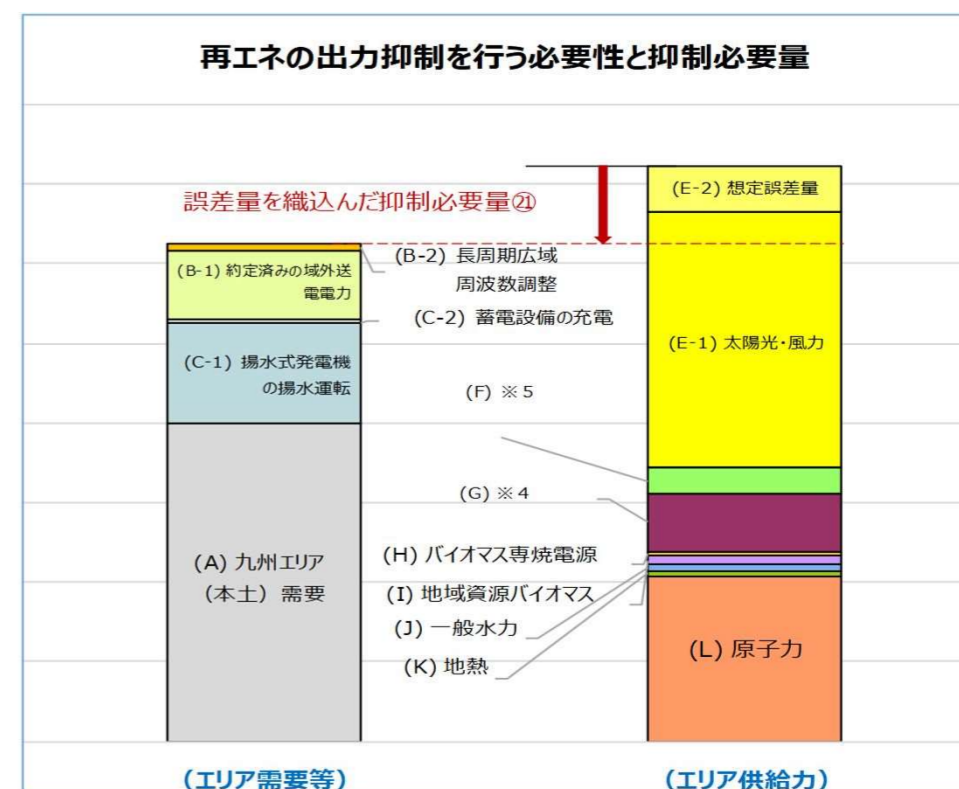 再エネの出力抑制を行う必要性と抑制必要量
誤差量を織込んだ抑制必要量㉑
(B-1) 約定済みの域外送
電電力
(C-1) 揚水式発電機
の揚水運転
(A) 九州エリア
（本土）需要
(B-2) 長周期広域
周波数調整
(C-2) 蓄電設備の充電
(F) ※５
(G) ※４
(H) バイオマス専焼電源
(I) 地域資源バイオマス
(J) 一般水力
(K) 地熱
(E-2) 想定誤差量
(E-1) 太陽光・風力
(L) 原子力
（エリア需要等）
（エリア供給力）